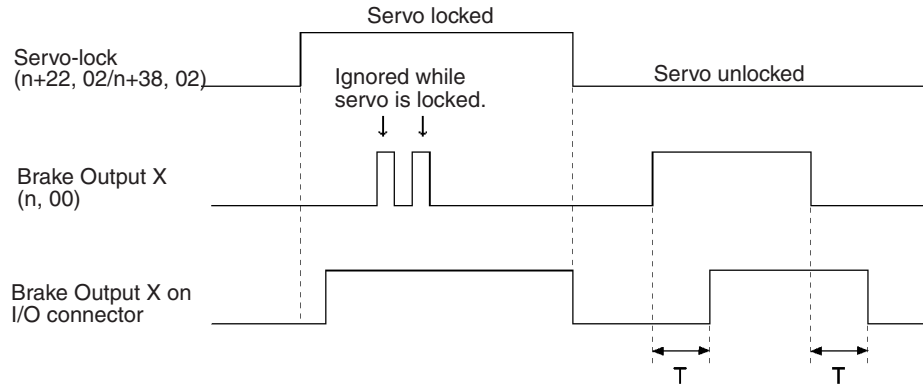 Servo locked
Servo-lock
(n+22, 02/n+38, 02)
Ignored while
servo is locked.
Servo unlocked
Brake Output X
(n, 00)
Brake Output X on
I/O connector
T
T